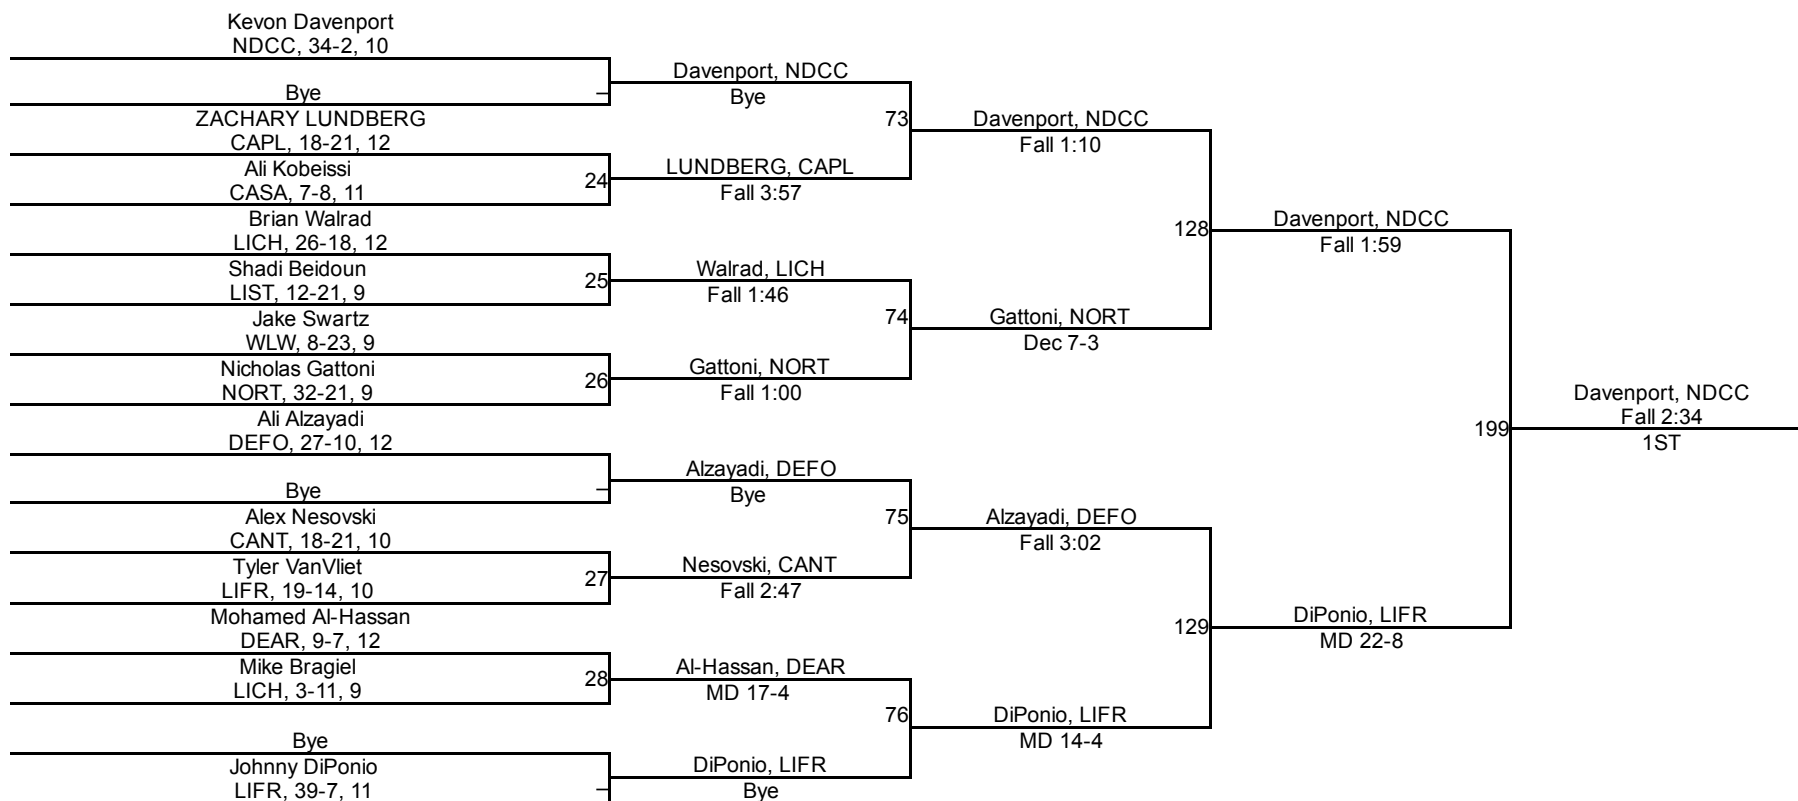 Kevon Davenport
NDCC, 34-2, 10
Bye
ZACHARY LUNDBERG
CAPL, 18-21, 12
Ali Kobeissi
CASA, 7-8, 11
Brian Walrad
LICH, 26-18, 12
Shadi Beidoun
LIST, 12-21, 9
Jake Swartz
WLW, 8-23, 9
Nicholas Gattoni
NORT, 32-21, 9
Ali Alzayadi
DEFO, 27-10, 12
Bye
Alex Nesovski
CANT, 18-21, 10
Tyler VanVliet
LIFR, 19-14, 10
Mohamed Al-Hassan
DEAR, 9-7, 12
Mike Bragiel
LICH, 3-11, 9
Bye
Johnny DiPonio
LIFR, 39-7, 11
24
25
26
27
28
Davenport, NDCC
Bye
LUNDBERG, CAPL
Fall 3:57
Walrad, LICH
Fall 1:46
Gattoni, NORT
Fall 1:00
Alzayadi, DEFO
Bye
Nesovski, CANT
Fall 2:47
Al-Hassan, DEAR
MD 17-4
DiPonio, LIFR
Bye
73
74
75
76
Davenport, NDCC
Fall 1:10
Gattoni, NORT
Dec 7-3
Alzayadi, DEFO
Fall 3:02
DiPonio, LIFR
MD 14-4
128
129
Davenport, NDCC
Fall 1:59
DiPonio, LIFR
MD 22-8
199
Davenport, NDCC
Fall 2:34
1ST